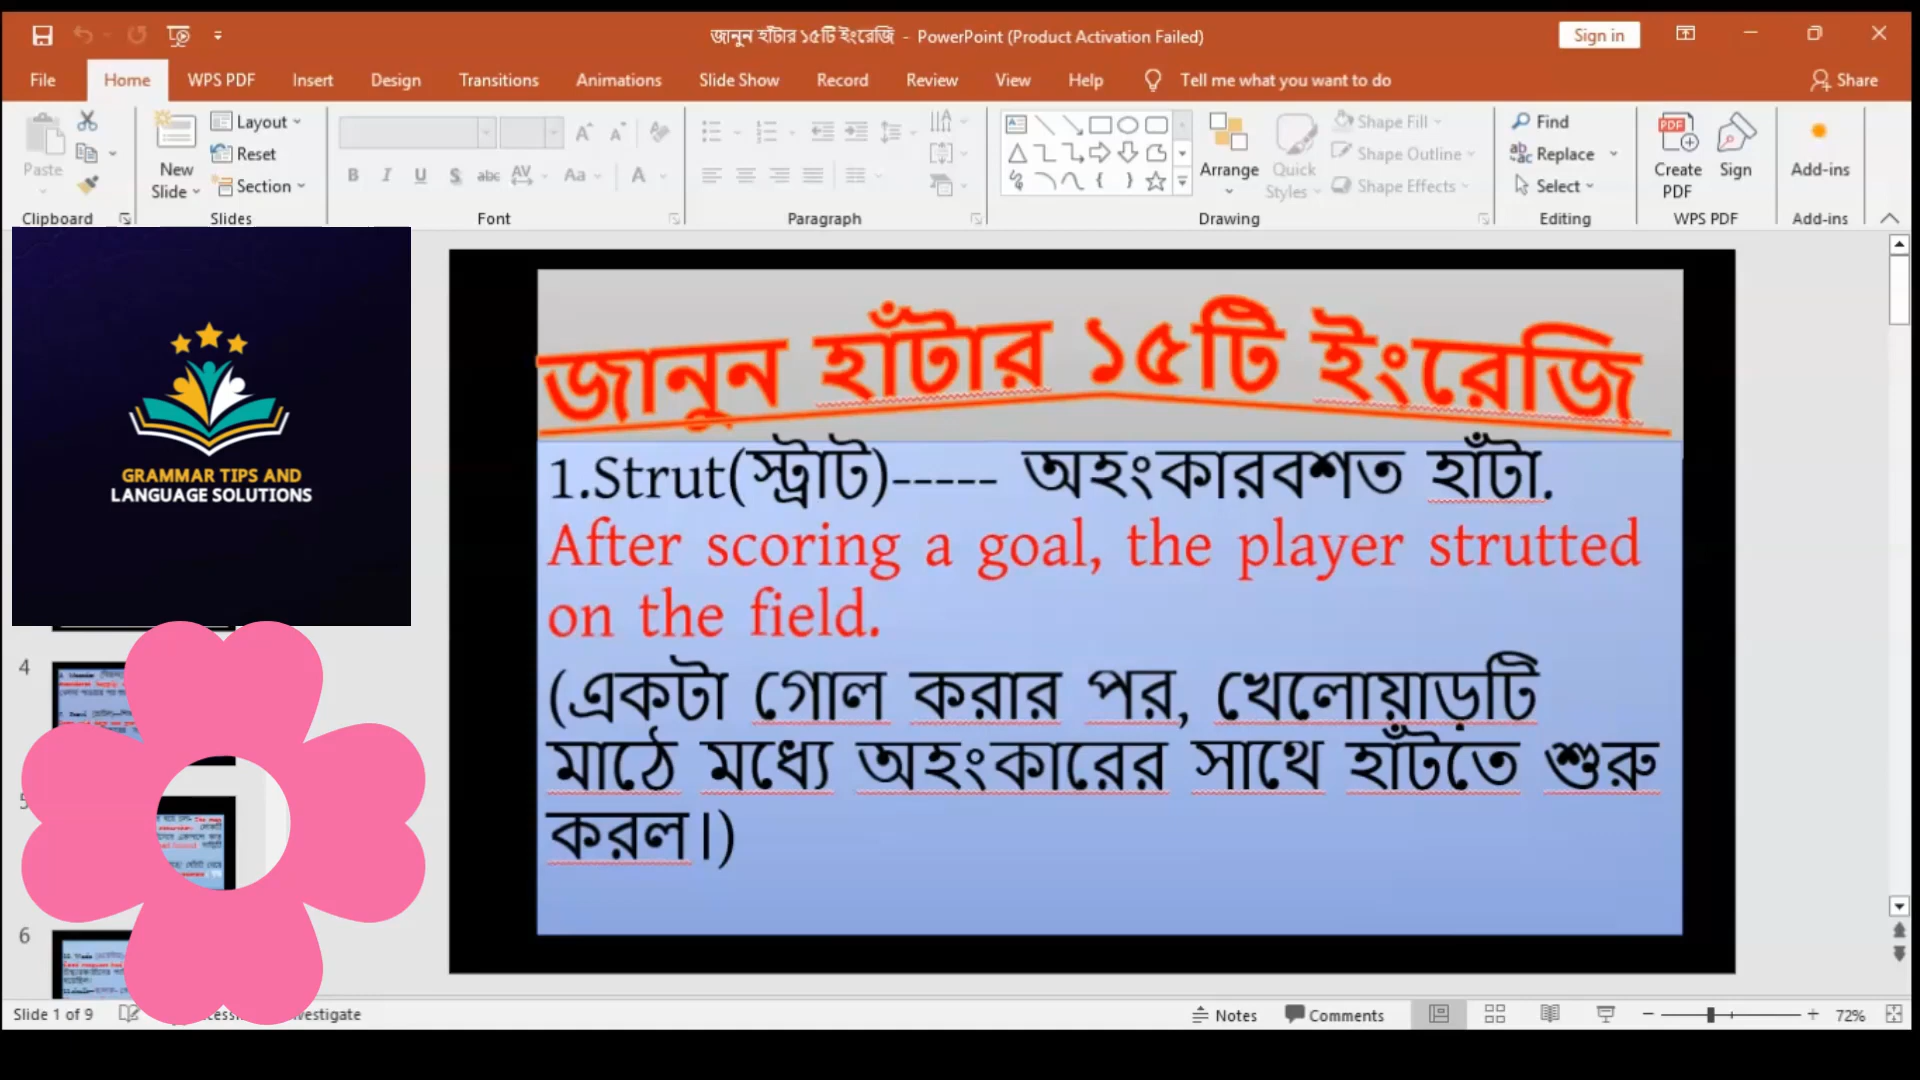 জানুন হাঁটার ১৫টি ইংরেজি - PowerPoint (Product Activation Failed)
Sign in
File Home WPS PDF Insert Design Transitions Animations Slide Show Record Review View Help Tell me what you want to do Share
Paste
New Slide
Layout
Reset
Section
B I U S abc AV Aa A
Arrange
Quick Styles
Shape Fill
Shape Outline
Shape Effects
Find
Replace
Select
Create PDF
Sign
Add-ins
Clipboard Slides Font Paragraph Drawing Editing WPS PDF Add-ins
GRAMMAR TIPS AND
LANGUAGE SOLUTIONS
জানুন হাঁটার ১৫টি ইংরেজি
1.Strut(স্ট্রাট)----- অহংকারবশত হাঁটা.
After scoring a goal, the player strutted
on the field.
(একটা গোল করার পর, খেলোয়াড়টি
মাঠে মধ্যে অহংকারের সাথে হাঁটতে শুরু
করল।)
4
5
6
Slide 1 of 9
Notes Comments 72%